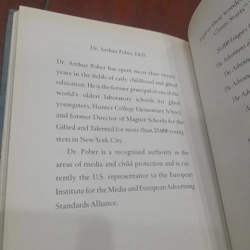 Dr. Arthur Pober, Ed.D.
Dr. Arthur Pober has spent more than twenty
years in the fields of early childhood and gifted
education. He is the former principal of one of the
world's oldest laboratory schools for gifted
youngsters, Hunter College Elementary School,
and former Director of Magnet Schools for the
Gifted and Talented for more than 25,000 young-
sters in New York City.
Dr. Pober is a recognized authority in the
areas of media and child protection and is cur-
rently the U.S. representative to the European
Institute for the Media and European Advertising
Standards Alliance.